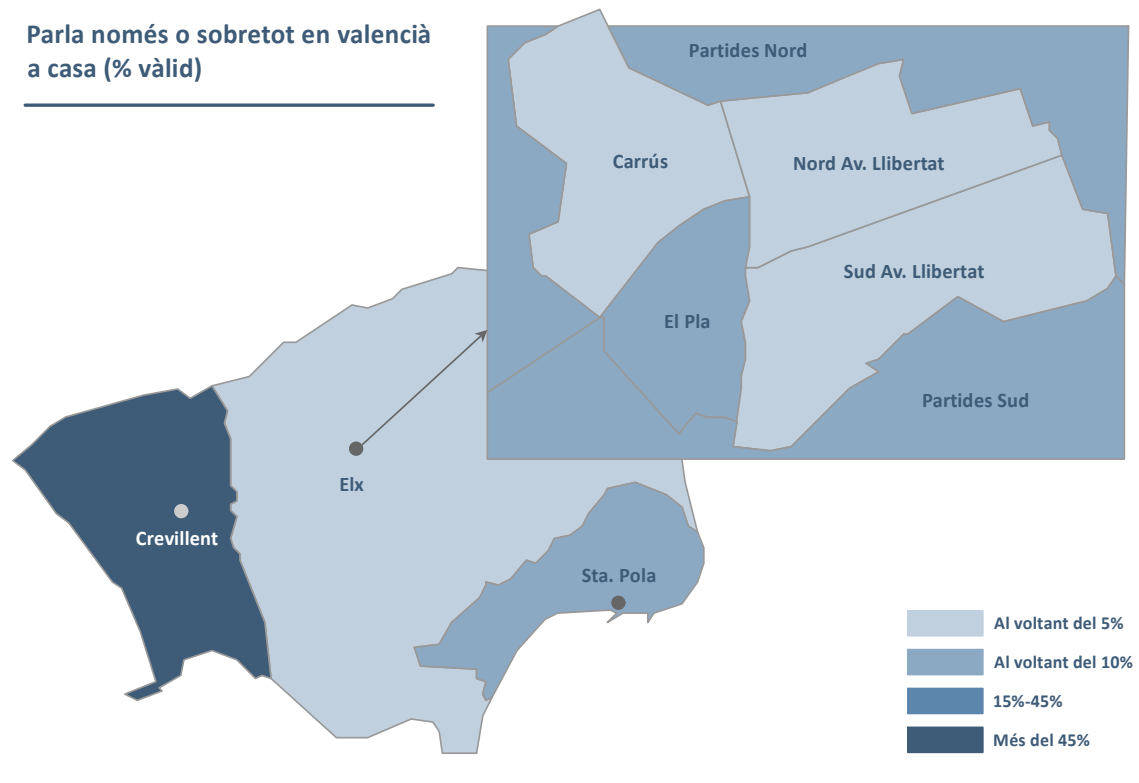 Parla només o sobretot en valencià
a casa (% vàlid)
Partides Nord
Carrús
Nord Av. Llibertat
Sud Av. Llibertat
El Pla
Partides Sud
Elx
Crevillent
Sta. Pola
Al voltant del 5%
Al voltant del 10%
15%-45%
Més del 45%